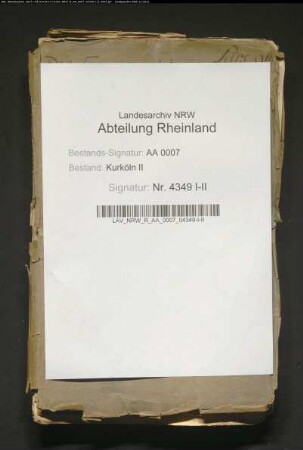 Landesarchiv NRW
Abteilung Rheinland
Bestands-Signatur: AA 0007
Bestand: Kurköln II
Signatur: Nr. 4349 I-II
LAV_NRW_R_AA_0007_04349-I-II